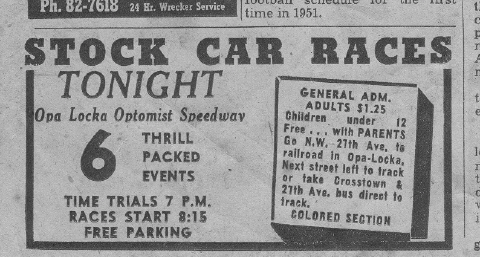 Ph. 82-7618 24 Hr. Wrecker Service
football schedule for the first
time in 1951.
STOCK CAR RACES
TONIGHT
Opa Locka Optomist Speedway
6 THRILL
PACKED
EVENTS
TIME TRIALS 7 P.M.
RACES START 8:15
FREE PARKING
GENERAL ADM.
ADULTS $1.25
Children under 12
Free . . . with PARENTS
Go N.W. 27th Ave. to
railroad in Opa-Locka,
Next street left to track
or take Crosstown &
27th Ave. bus direct to
track.
COLORED SECTION